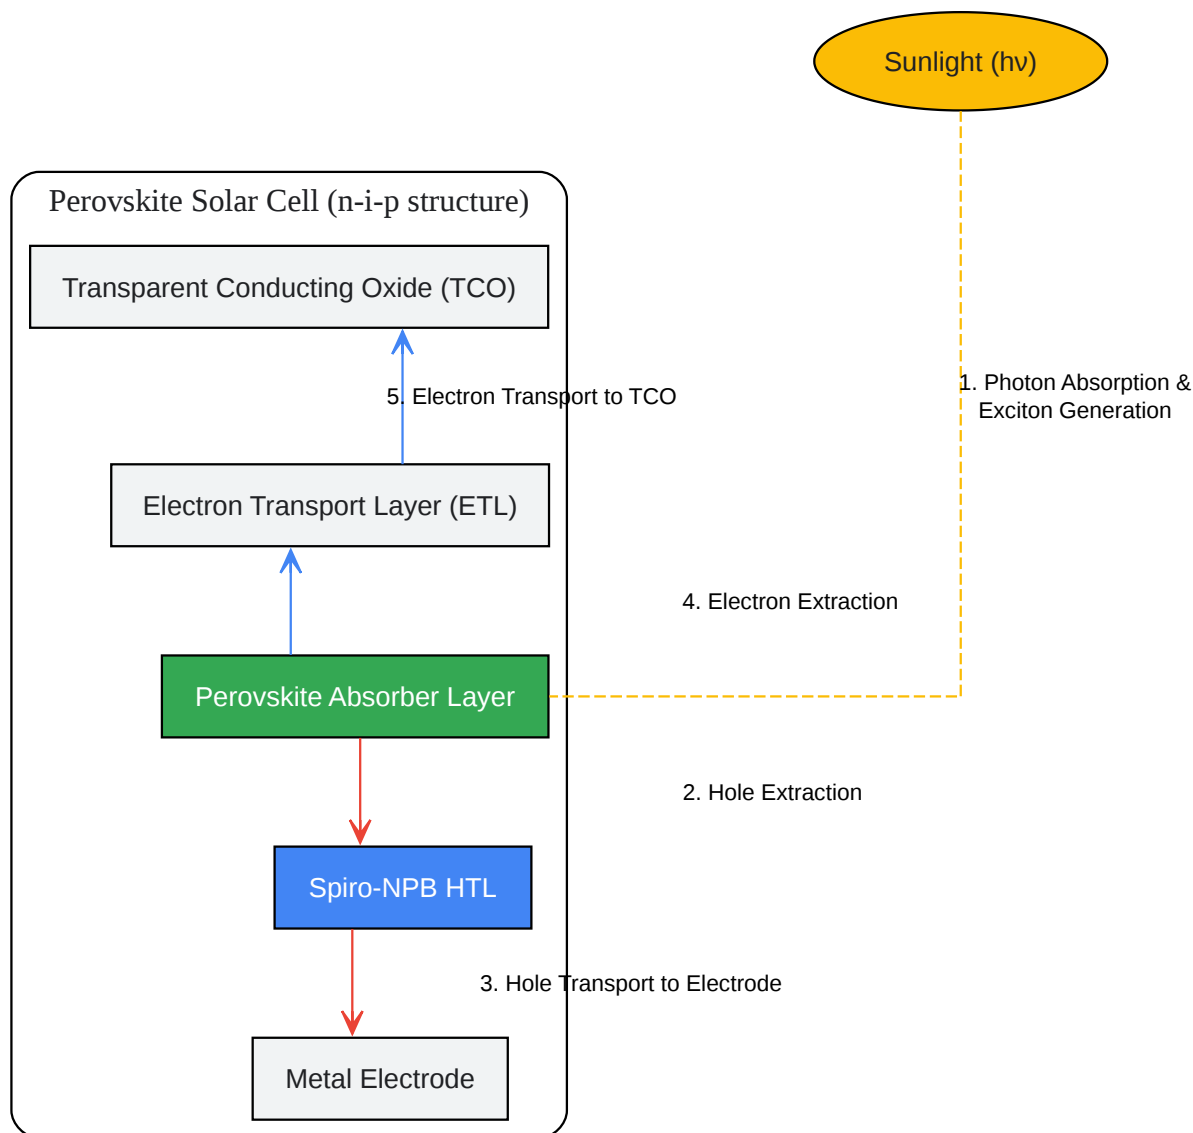 Sunlight (hν)
Perovskite Solar Cell (n-i-p structure)
Transparent Conducting Oxide (TCO)
1. Photon Absorption &
Exciton Generation
5. Electron Transport to TCO
Electron Transport Layer (ETL)
4. Electron Extraction
Perovskite Absorber Layer
2. Hole Extraction
Spiro-NPB HTL
3. Hole Transport to Electrode
Metal Electrode